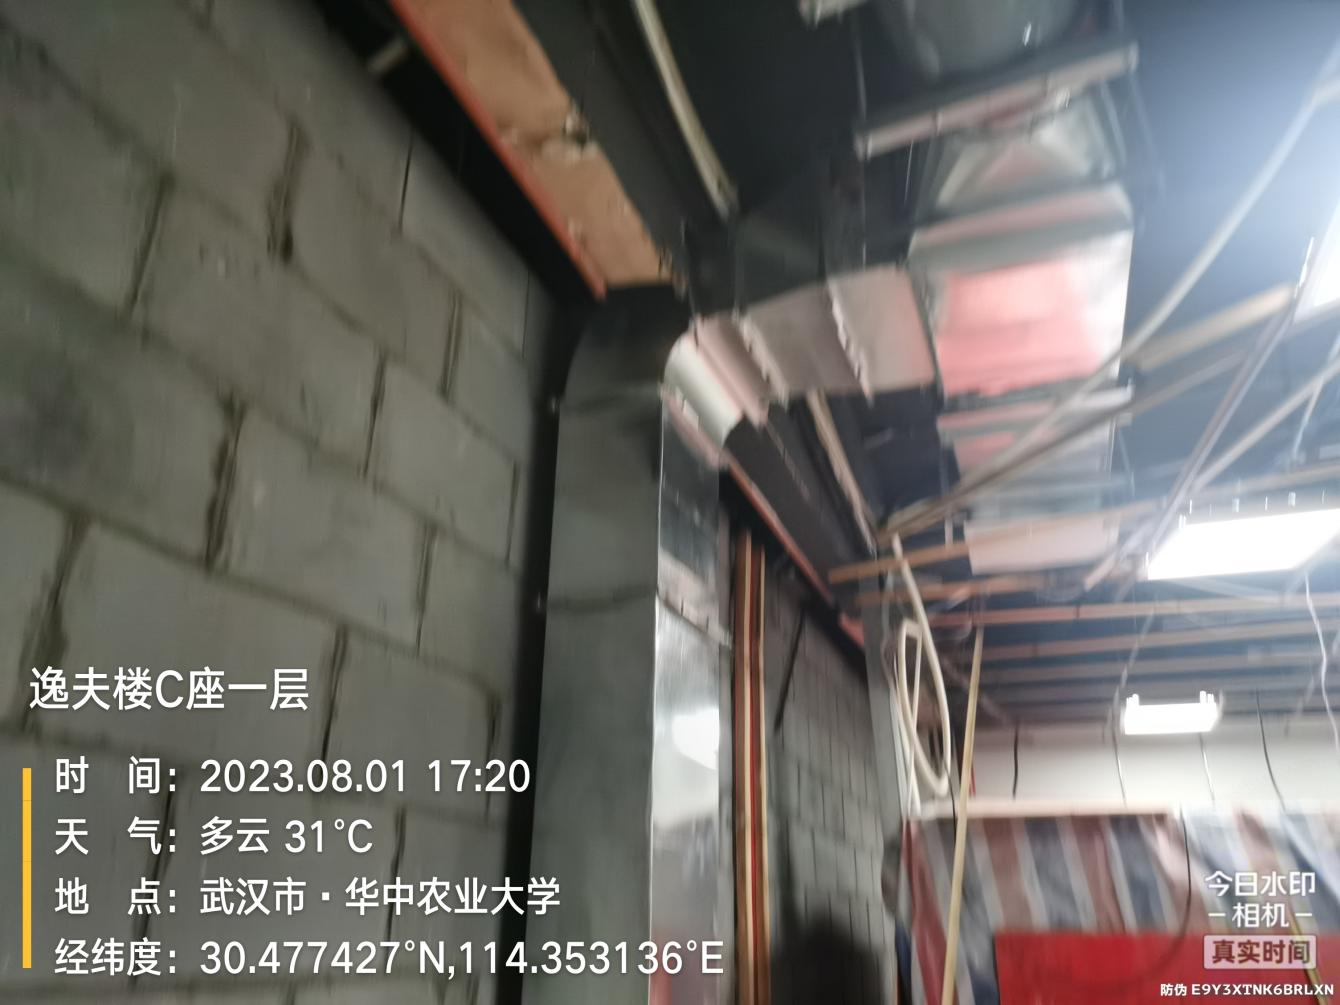 逸夫楼C座一层
时 间：2023.08.01 17:20
天 气：多云 31°C
地 点：武汉市·华中农业大学
经纬度：30.477427°N,114.353136°E
今日水印
-相机-
真实时间
防伪 E9Y3XTNK6BRLXN